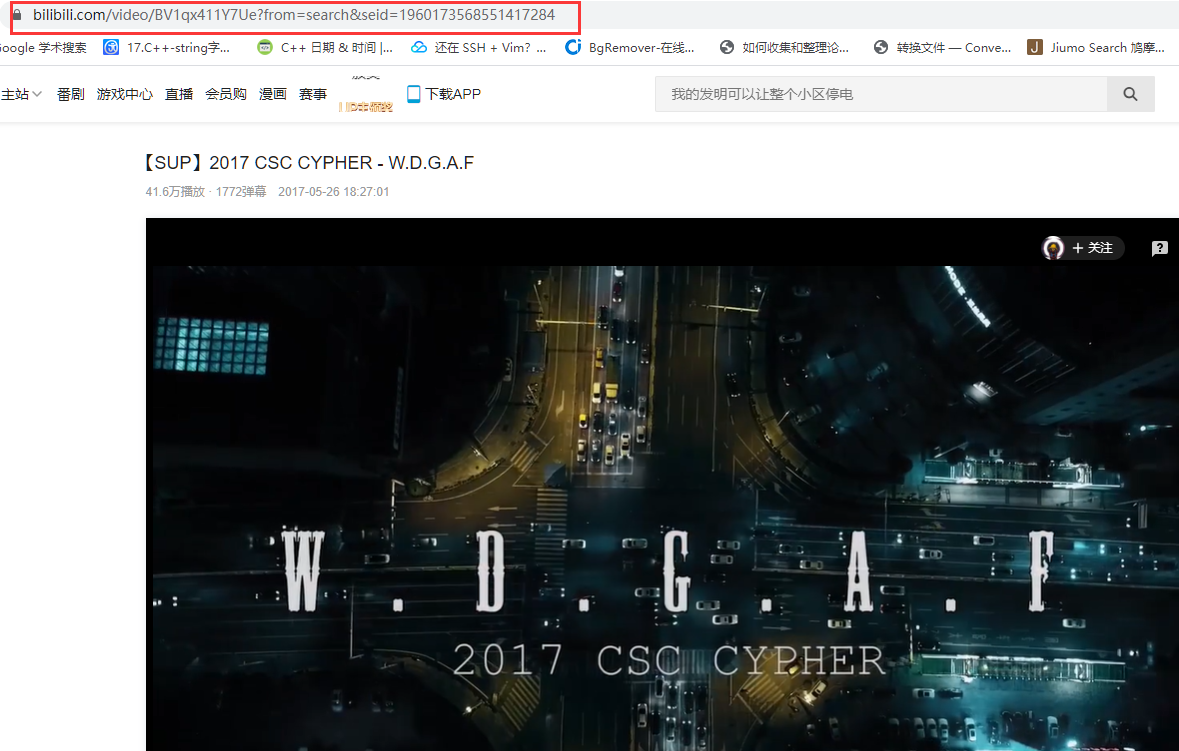 bilibili.com/video/BV1qx411Y7Ue?from=search&seid=1960173568551417284
oogle 学术搜索 17.C++-string字... C++ 日期 & 时间 |... 还在 SSH + Vim？... BgRemover-在线... 如何收集和整理论... 转换文件 — Conve... J Jiumo Search 鸠摩...
主站 番剧 游戏中心 直播 会员购 漫画 赛事 下载APP 我的发明可以让整个小区停电
【SUP】2017 CSC CYPHER - W.D.G.A.F
41.6万播放 · 1772弹幕 2017-05-26 18:27:01
+ 关注
W . D . G . A . F
2017 CSC CYPHER